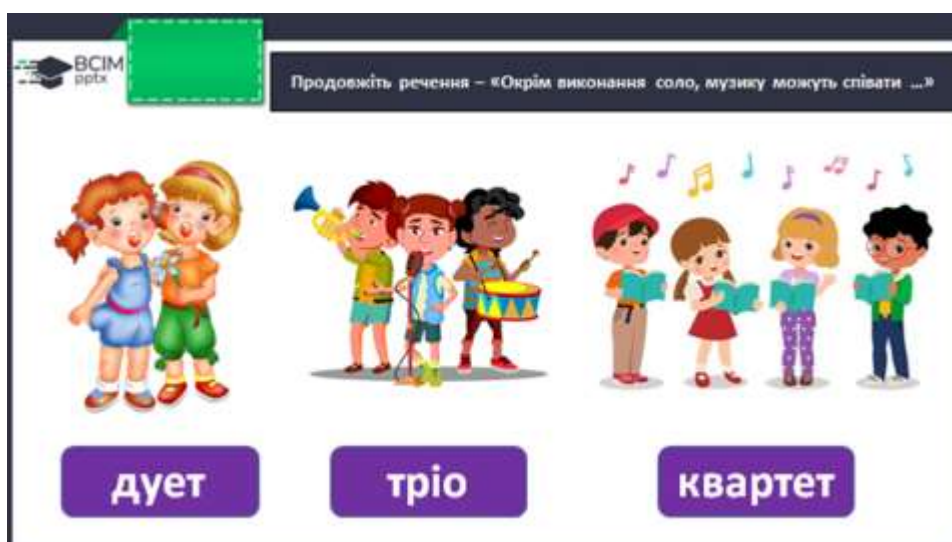 ВСІМ
pptx
Продовжіть речення – «Окрім виконання соло, музику можуть співати ...»
дует
тріо
квартет